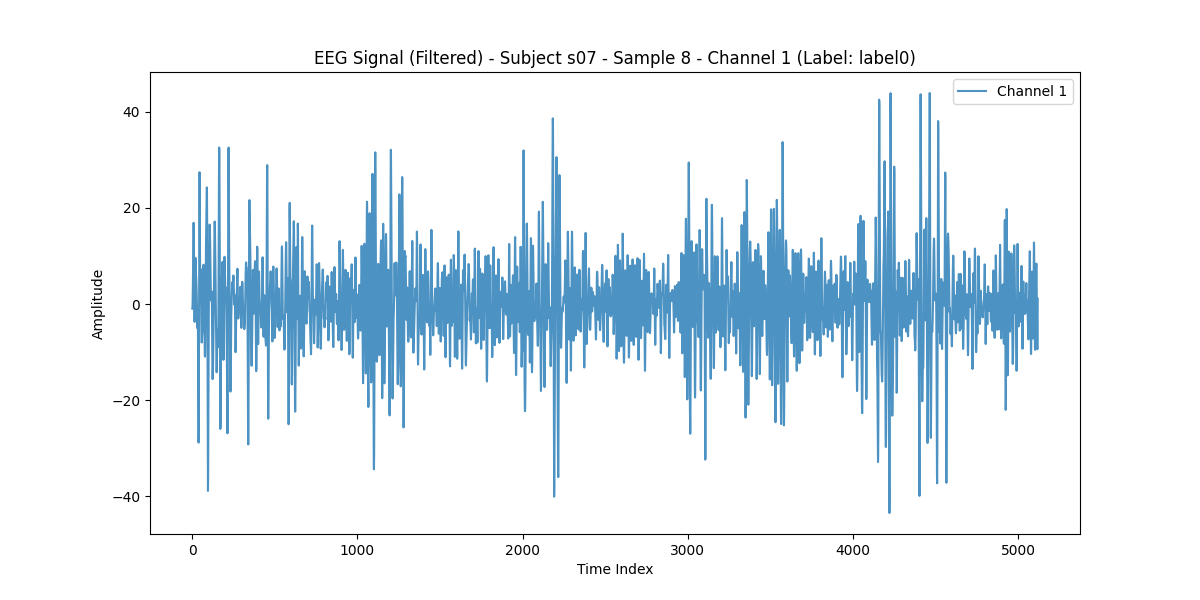 EEG Signal (Filtered) - Subject s07 - Sample 8 - Channel 1 (Label: label0)
Channel 1
40
20
0
−20
−40
Amplitude
0 1000 2000 3000 4000 5000
Time Index